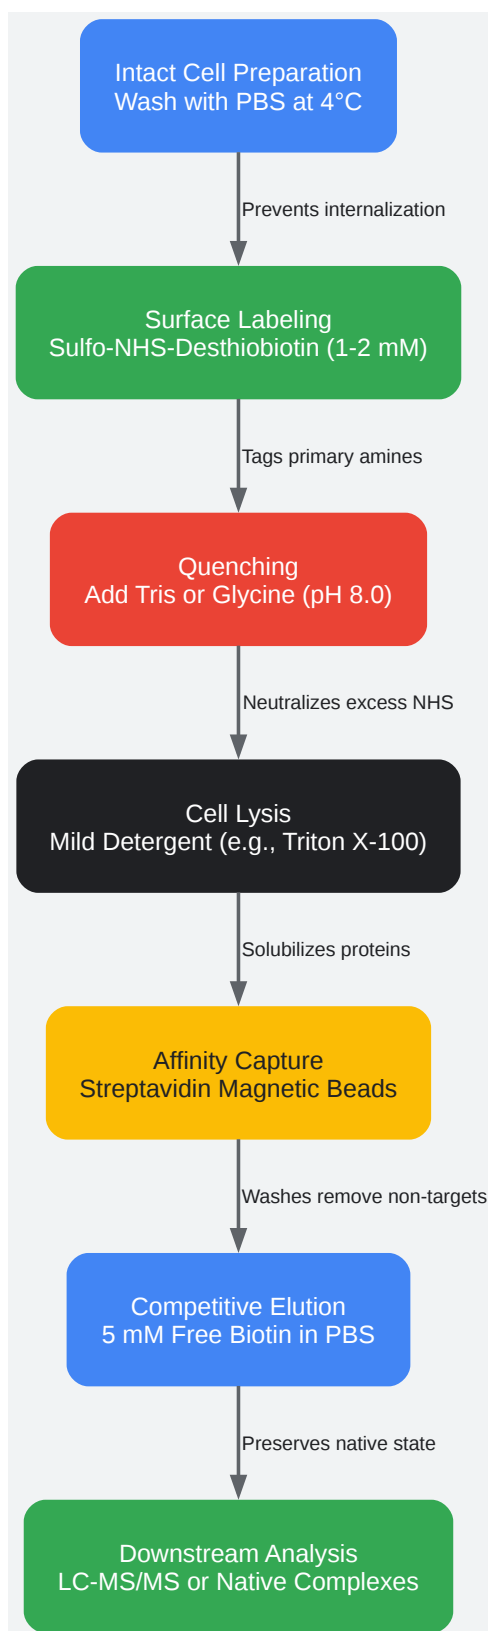 Intact Cell Preparation
Wash with PBS at 4°C
Prevents internalization
Surface Labeling
Sulfo-NHS-Desthiobiotin (1-2 mM)
Tags primary amines
Quenching
Add Tris or Glycine (pH 8.0)
Neutralizes excess NHS
Cell Lysis
Mild Detergent (e.g., Triton X-100)
Solubilizes proteins
Affinity Capture
Streptavidin Magnetic Beads
Washes remove non-targets
Competitive Elution
5 mM Free Biotin in PBS
Preserves native state
Downstream Analysis
LC-MS/MS or Native Complexes